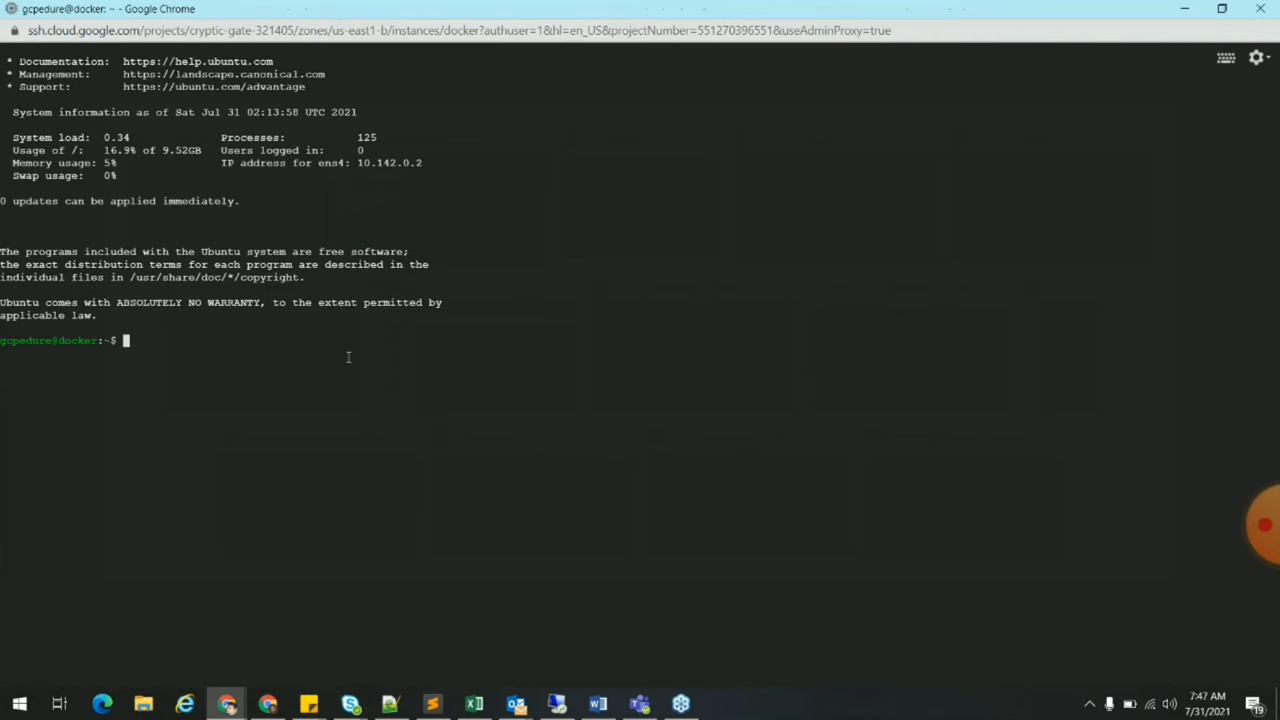 gcpedure@docker: ~ - Google Chrome
ssh.cloud.google.com/projects/cryptic-gate-321405/zones/us-east1-b/instances/docker?authuser=1&hl=en_US&projectNumber=551270396551&useAdminProxy=true
* Documentation: https://help.ubuntu.com
* Management: https://landscape.canonical.com
* Support: https://ubuntu.com/advantage
System information as of Sat Jul 31 02:13:58 UTC 2021
System load: 0.34 Processes: 125
Usage of /: 16.9% of 9.52GB Users logged in: 0
Memory usage: 5% IP address for ens4: 10.142.0.2
Swap usage: 0%
0 updates can be applied immediately.
The programs included with the Ubuntu system are free software;
the exact distribution terms for each program are described in the
individual files in /usr/share/doc/*/copyright.
Ubuntu comes with ABSOLUTELY NO WARRANTY, to the extent permitted by
applicable law.
gcpedure@docker:~$
7:47 AM
7/31/2021
19